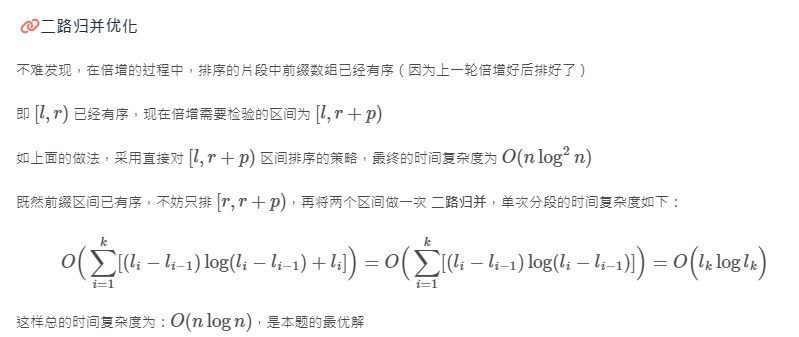 二路归并优化
不难发现，在倍增的过程中，排序的片段中前缀数组已经有序（因为上一轮倍增好后排好了）
即 $[l, r)$ 已经有序，现在倍增需要检验的区间为 $[l, r + p)$
如上面的做法，采用直接对 $[l, r + p)$ 区间排序的策略，最终的时间复杂度为 $O(n \log^2 n)$
既然前缀区间已有序，不妨只排 $[r, r + p)$，再将两个区间做一次 二路归并，单次分段的时间复杂度如下：
$O\Big(\sum_{i=1}^{k} [(l_i - l_{i-1}) \log(l_i - l_{i-1}) + l_i]\Big) = O\Big(\sum_{i=1}^{k} [(l_i - l_{i-1}) \log(l_i - l_{i-1})]\Big) = O\big(l_k \log l_k\big)$
这样总的时间复杂度为：$O(n \log n)$，是本题的最优解